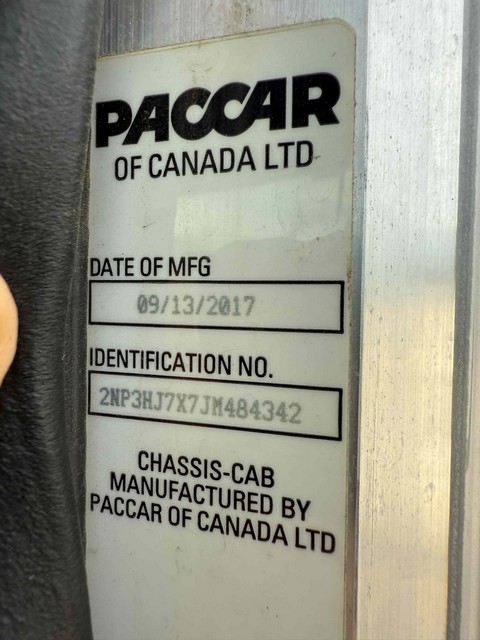 PACCAR
OF CANADA LTD
DATE OF MFG
09/13/2017
IDENTIFICATION NO.
2NP3HJ7X7JM484342
CHASSIS-CAB
MANUFACTURED BY
PACCAR OF CANADA LTD